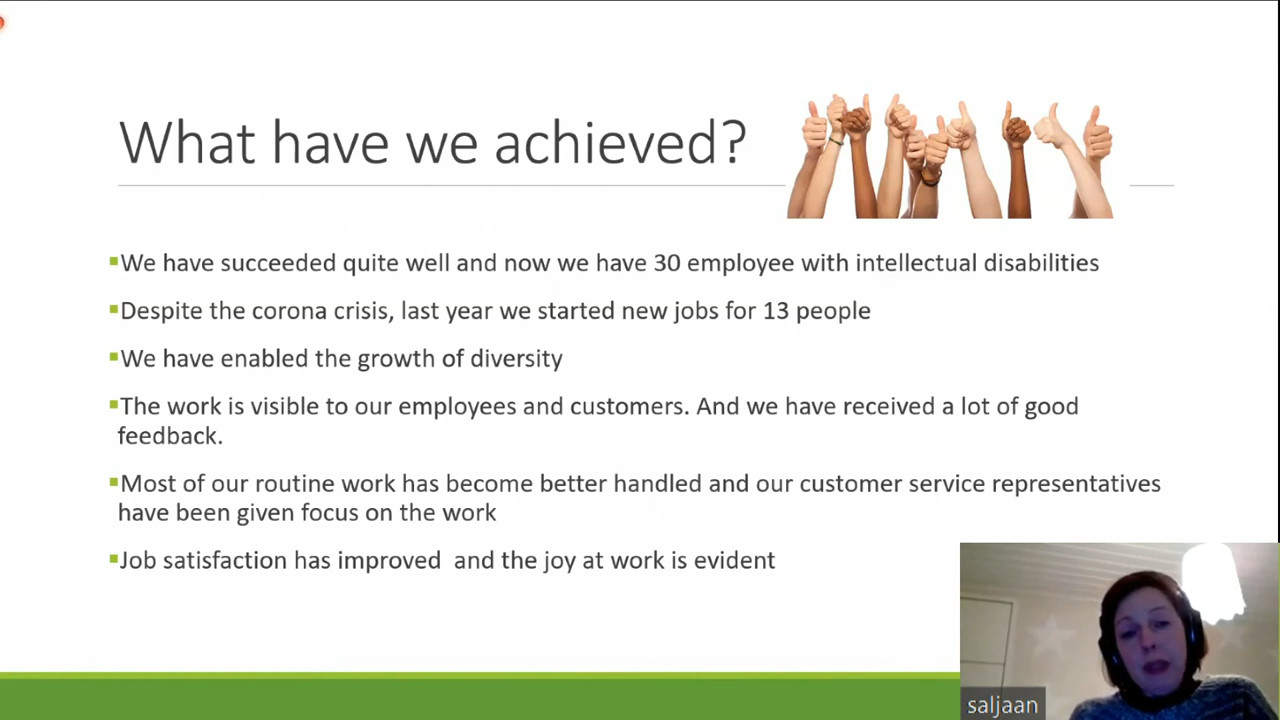 What have we achieved?
We have succeeded quite well and now we have 30 employee with intellectual disabilities
Despite the corona crisis, last year we started new jobs for 13 people
We have enabled the growth of diversity
The work is visible to our employees and customers. And we have received a lot of good
feedback.
Most of our routine work has become better handled and our customer service representatives
have been given focus on the work
Job satisfaction has improved  and the joy at work is evident
saljaan